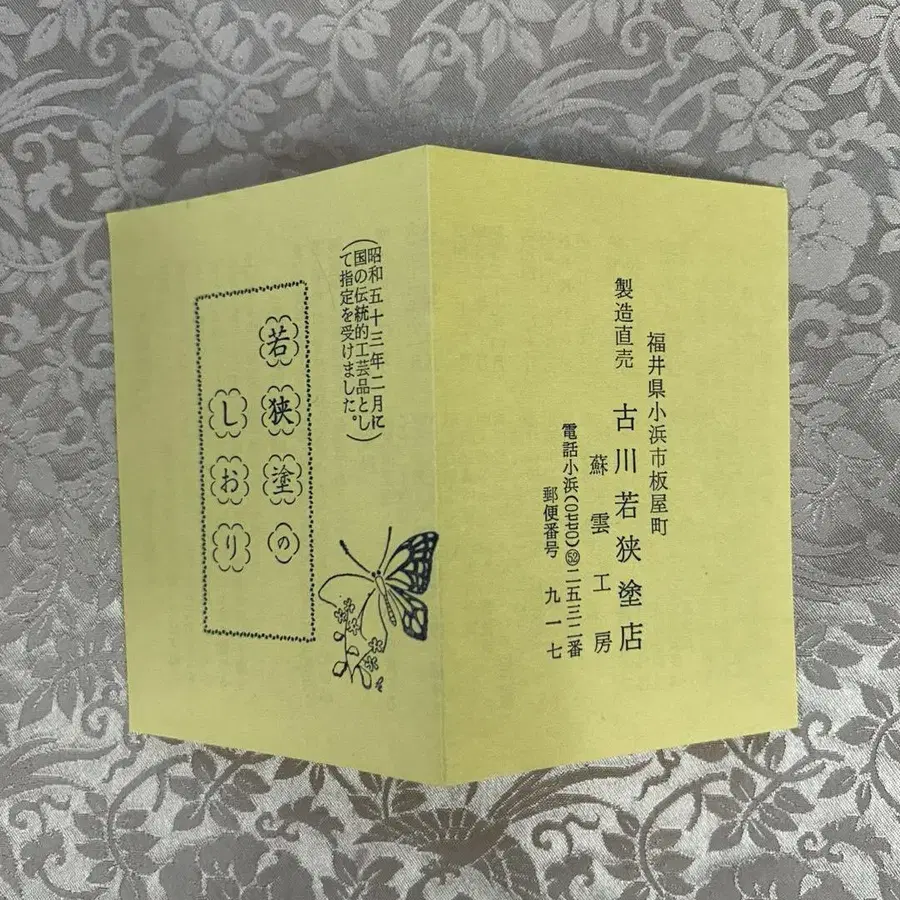 福井県小浜市板屋町
製造直売 古川若狭塗店
蘇雲工房
電話小浜(〇七七〇)52二五三二番
郵便番号 九一七
(昭和五十三年二月に
国の伝統的工芸品とし
て指定を受けました。)
若狭塗の
しおり